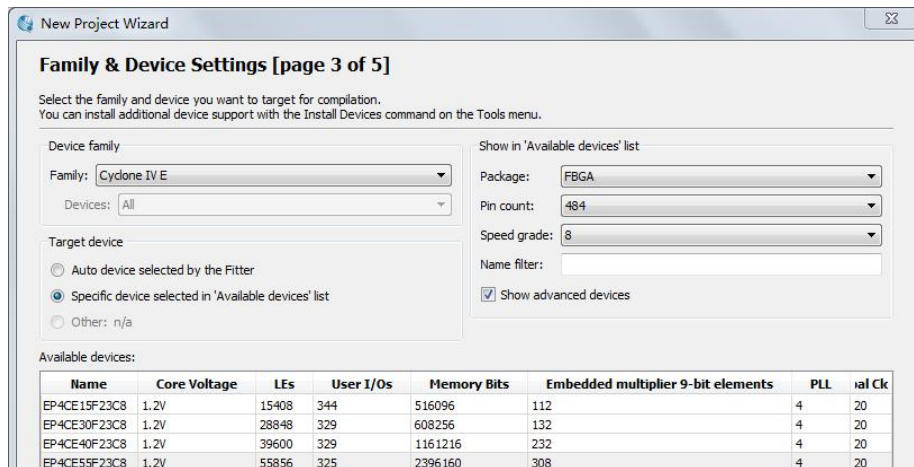 New Project Wizard
Family & Device Settings [page 3 of 5]
Select the family and device you want to target for compilation.
You can install additional device support with the Install Devices command on the Tools menu.
Device family
Family: Cyclone IV E
Devices: All
Target device
Auto device selected by the Fitter
Specific device selected in 'Available devices' list
Other: n/a
Show in 'Available devices' list
Package: FBGA
Pin count: 484
Speed grade: 8
Name filter:
Show advanced devices
Available devices:
Name Core Voltage LEs User I/Os Memory Bits Embedded multiplier 9-bit elements PLL al Clo
EP4CE15F23C8 1.2V 15408 344 516096 112 4 20
EP4CE30F23C8 1.2V 28848 329 608256 132 4 20
EP4CE40F23C8 1.2V 39600 329 1161216 232 4 20
EP4CE55F23C8 1.2V 55856 325 2396160 308 4 20